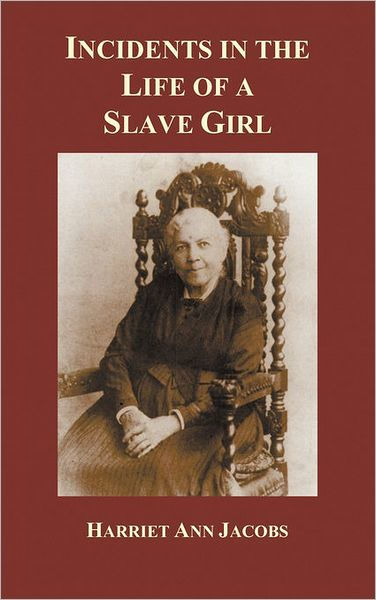 INCIDENTS IN THE
LIFE OF A
SLAVE GIRL
HARRIET ANN JACOBS